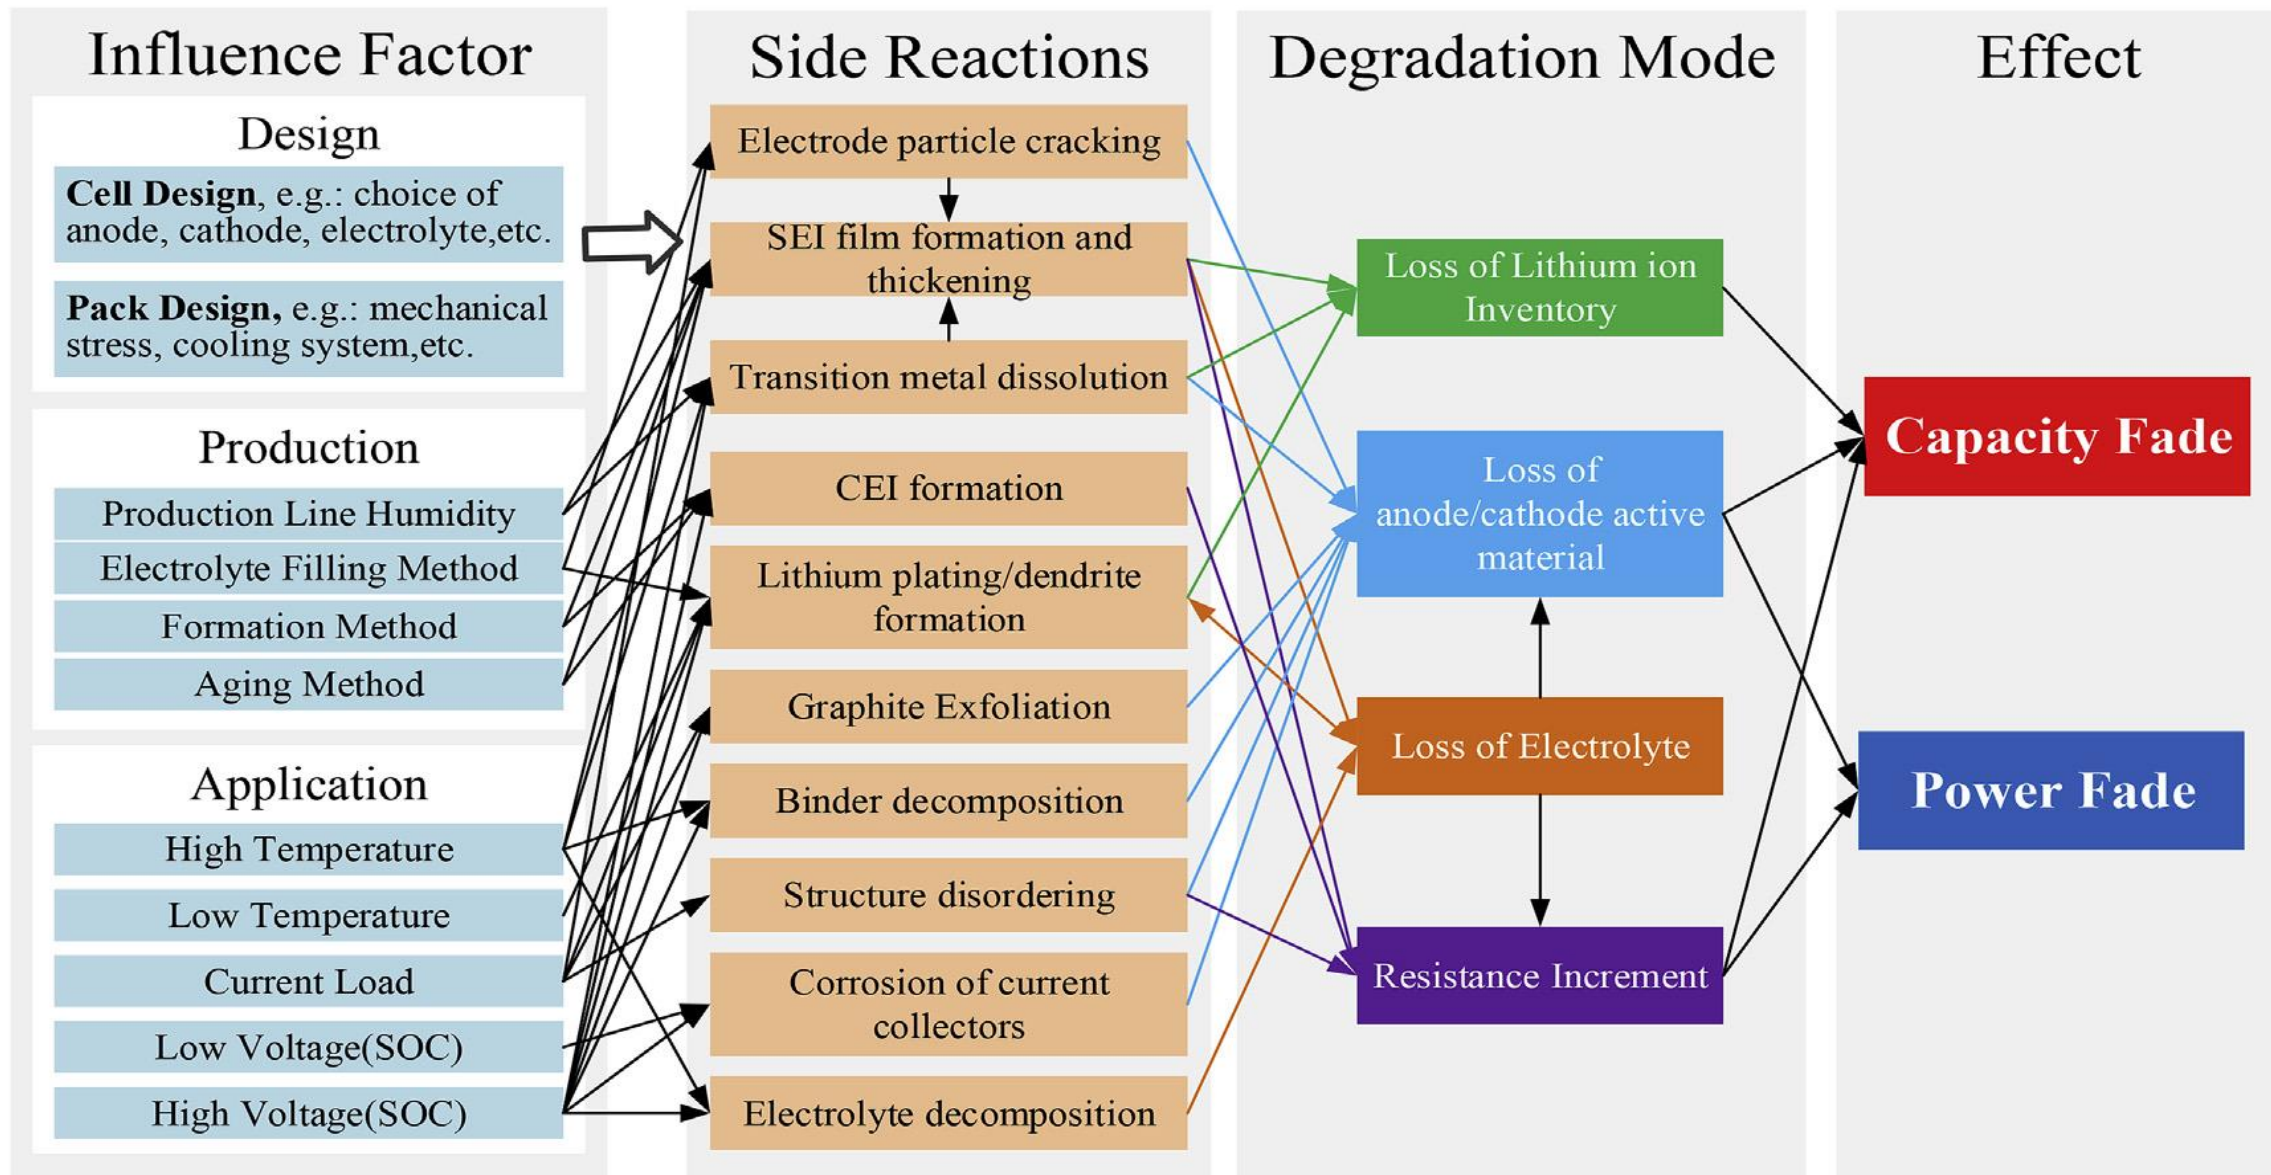 Influence Factor
Design
Cell Design, e.g.: choice of
anode, cathode, electrolyte,etc.
Pack Design, e.g.: mechanical
stress, cooling system,etc.
Production
Production Line Humidity
Electrolyte Filling Method
Formation Method
Aging Method
Application
High Temperature
Low Temperature
Current Load
Low Voltage(SOC)
High Voltage(SOC)
Side Reactions
Electrode particle cracking
SEI film formation and
thickening
Transition metal dissolution
CEI formation
Lithium plating/dendrite
formation
Graphite Exfoliation
Binder decomposition
Structure disordering
Corrosion of current
collectors
Electrolyte decomposition
Degradation Mode
Loss of Lithium ion
Inventory
Loss of
anode/cathode active
material
Loss of Electrolyte
Resistance Increment
Effect
Capacity Fade
Power Fade